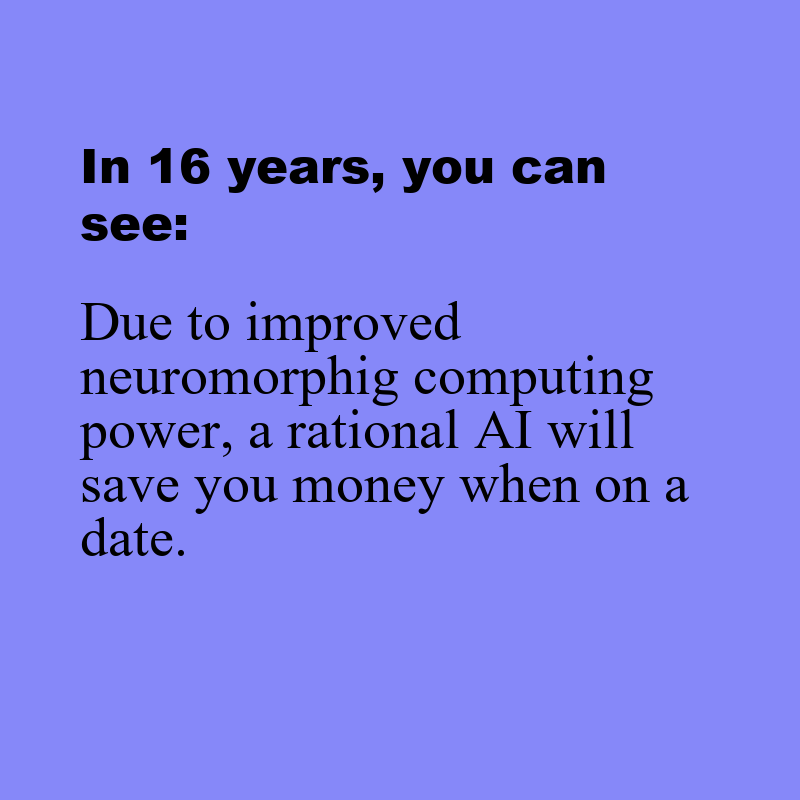 In 16 years, you can
see:
Due to improved
neuromorphig computing
power, a rational AI will
save you money when on a
date.